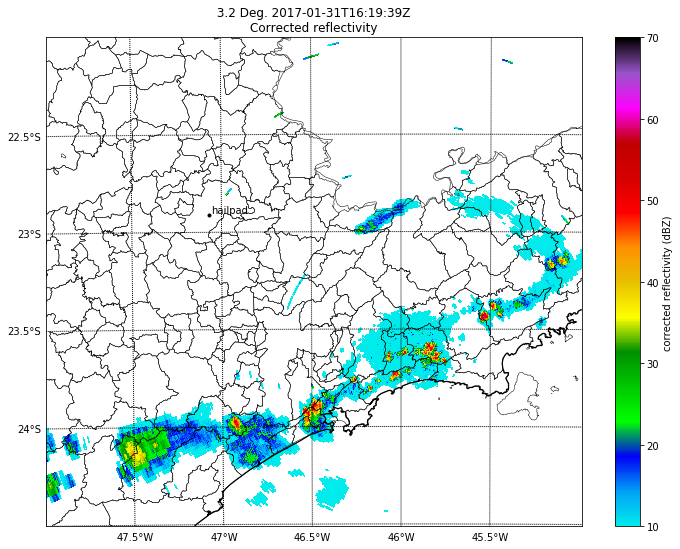 3.2 Deg. 2017-01-31T16:19:39Z
Corrected reflectivity
70
60
50
40
30
20
10
corrected reflectivity (dBZ)
22.5°S
23°S
23.5°S
24°S
hailpad
47.5°W
47°W
46.5°W
46°W
45.5°W